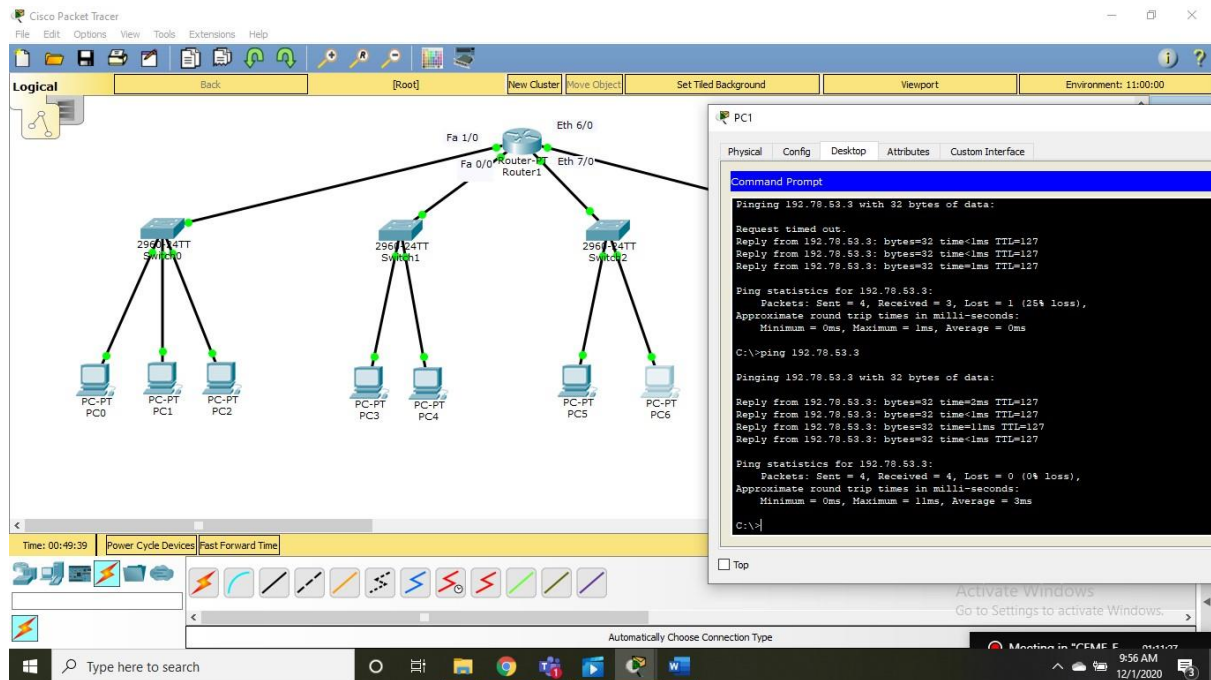 Cisco Packet Tracer
File Edit Options View Tools Extensions Help
Logical Back [Root] New Cluster Move Object Set Tiled Background Viewport Environment: 11:00:00
Fa 1/0
Eth 6/0
Fa 0/0
Eth 7/0
Router-PT
Router1
2960-24TT
Switch0
2960-24TT
Switch1
2960-24TT
Switch2
PC-PT
PC0
PC-PT
PC1
PC-PT
PC2
PC-PT
PC3
PC-PT
PC4
PC-PT
PC5
PC-PT
PC6
PC1
Physical Config Desktop Attributes Custom Interface
Command Prompt
Pinging 192.78.53.3 with 32 bytes of data:
Request timed out.
Reply from 192.78.53.3: bytes=32 time<1ms TTL=127
Reply from 192.78.53.3: bytes=32 time<1ms TTL=127
Reply from 192.78.53.3: bytes=32 time=1ms TTL=127
Ping statistics for 192.78.53.3:
Packets: Sent = 4, Received = 3, Lost = 1 (25% loss),
Approximate round trip times in milli-seconds:
Minimum = 0ms, Maximum = 1ms, Average = 0ms
C:\>ping 192.78.53.3
Pinging 192.78.53.3 with 32 bytes of data:
Reply from 192.78.53.3: bytes=32 time=2ms TTL=127
Reply from 192.78.53.3: bytes=32 time<1ms TTL=127
Reply from 192.78.53.3: bytes=32 time=11ms TTL=127
Reply from 192.78.53.3: bytes=32 time<1ms TTL=127
Ping statistics for 192.78.53.3:
Packets: Sent = 4, Received = 4, Lost = 0 (0% loss),
Approximate round trip times in milli-seconds:
Minimum = 0ms, Maximum = 11ms, Average = 3ms
C:\>
Top
Time: 00:49:39 Power Cycle Devices Fast Forward Time
Activate Windows
Go to Settings to activate Windows.
Automatically Choose Connection Type
Meeting in
01:11:27
Type here to search
9:56 AM
12/1/2020
3